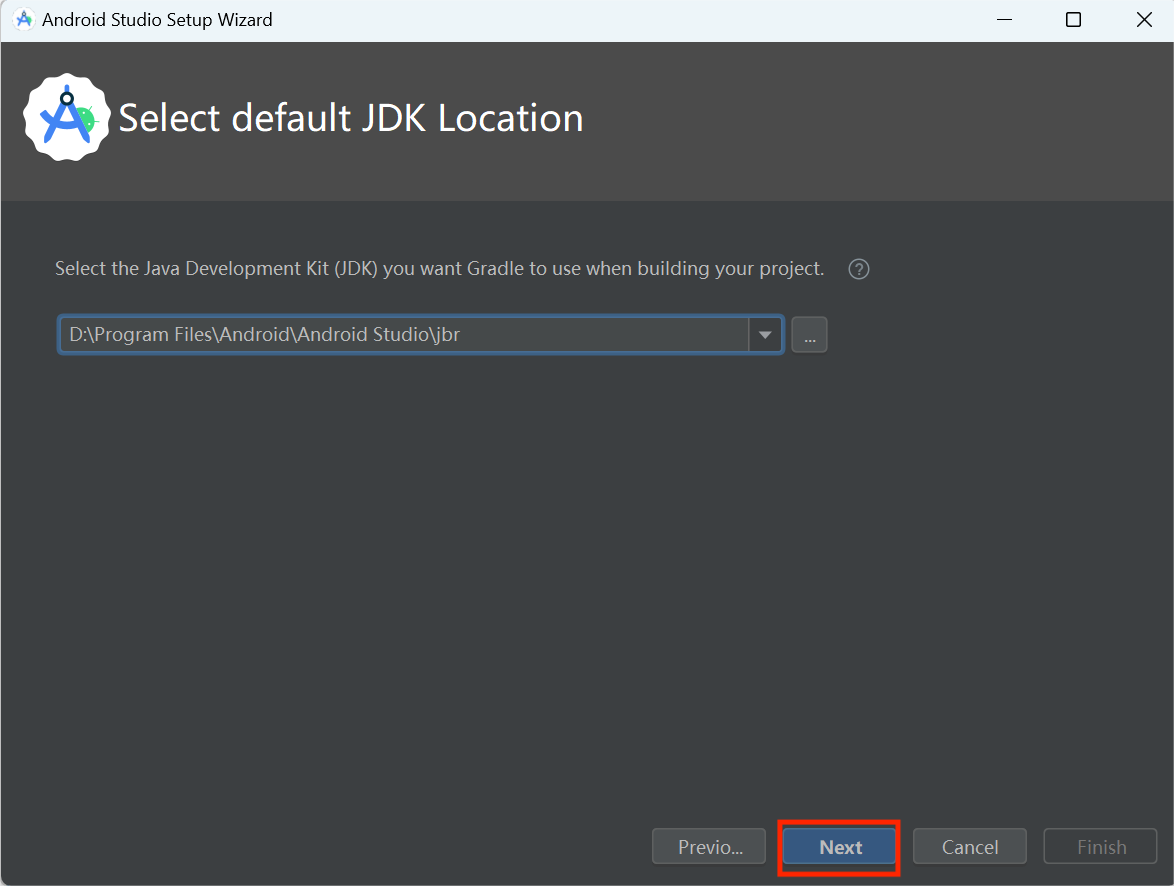 Android Studio Setup Wizard
Select default JDK Location
Select the Java Development Kit (JDK) you want Gradle to use when building your project. ?
D:\Program Files\Android\Android Studio\jbr ...
Previo... Next Cancel Finish